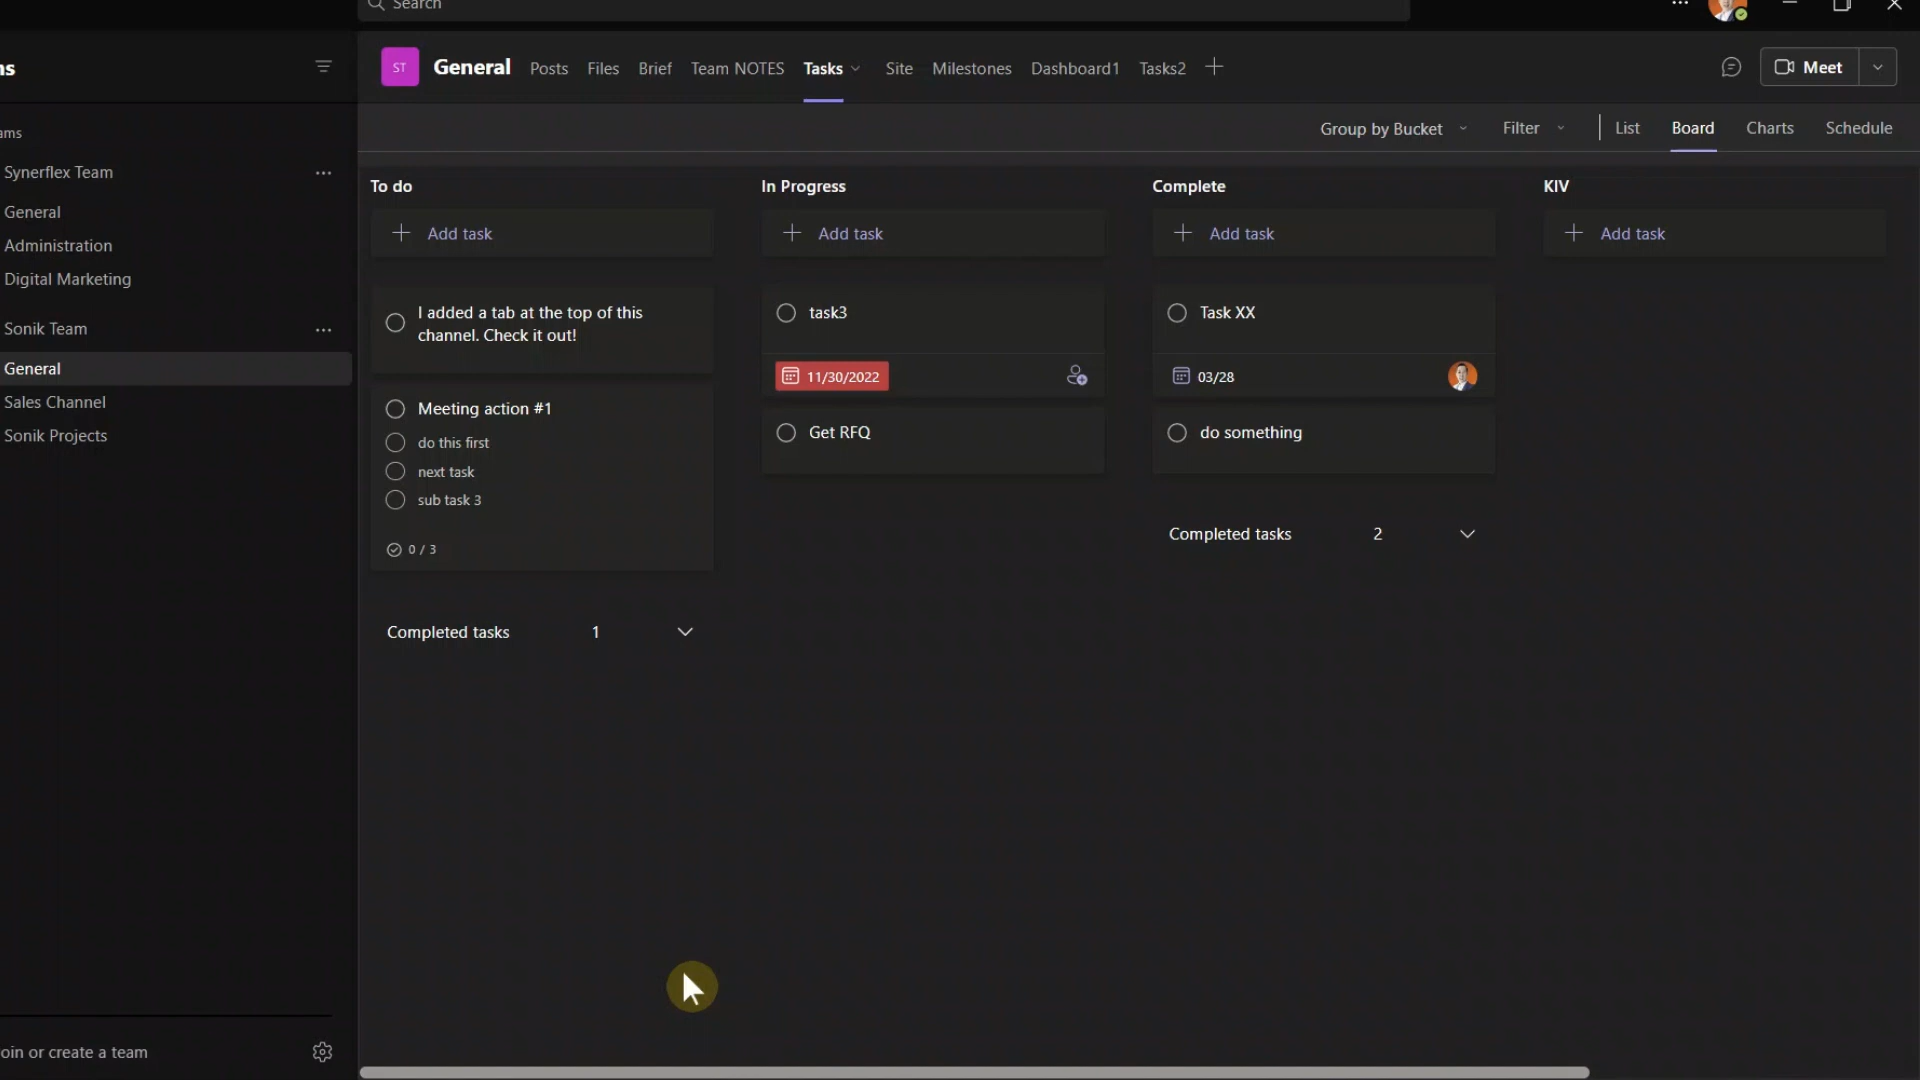 Search
ns
ST
General
Posts
Files
Brief
Team NOTES
Tasks
Site
Milestones
Dashboard1
Tasks2
Meet
ams
Group by Bucket
Filter
List
Board
Charts
Schedule
Synerflex Team
General
Administration
Digital Marketing
Sonik Team
General
Sales Channel
Sonik Projects
oin or create a team
To do
Add task
I added a tab at the top of this
channel. Check it out!
Meeting action #1
do this first
next task
sub task 3
0 / 3
Completed tasks 1
In Progress
Add task
task3
11/30/2022
Get RFQ
Complete
Add task
Task XX
03/28
do something
Completed tasks 2
KIV
Add task